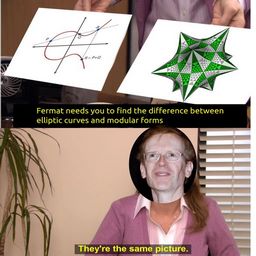 Fermat needs you to find the difference between
elliptic curves and modular forms
They're the same picture.